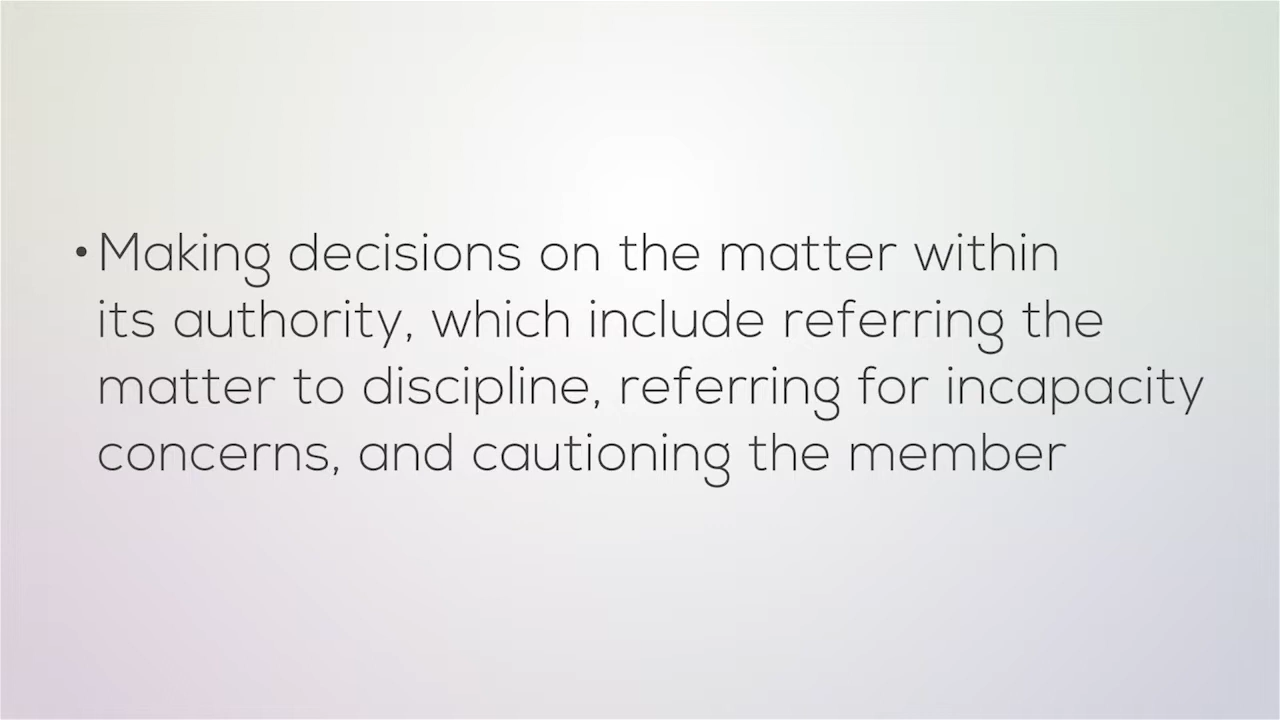 • Making decisions on the matter within
its authority, which include referring the
matter to discipline, referring for incapacity
concerns, and cautioning the member